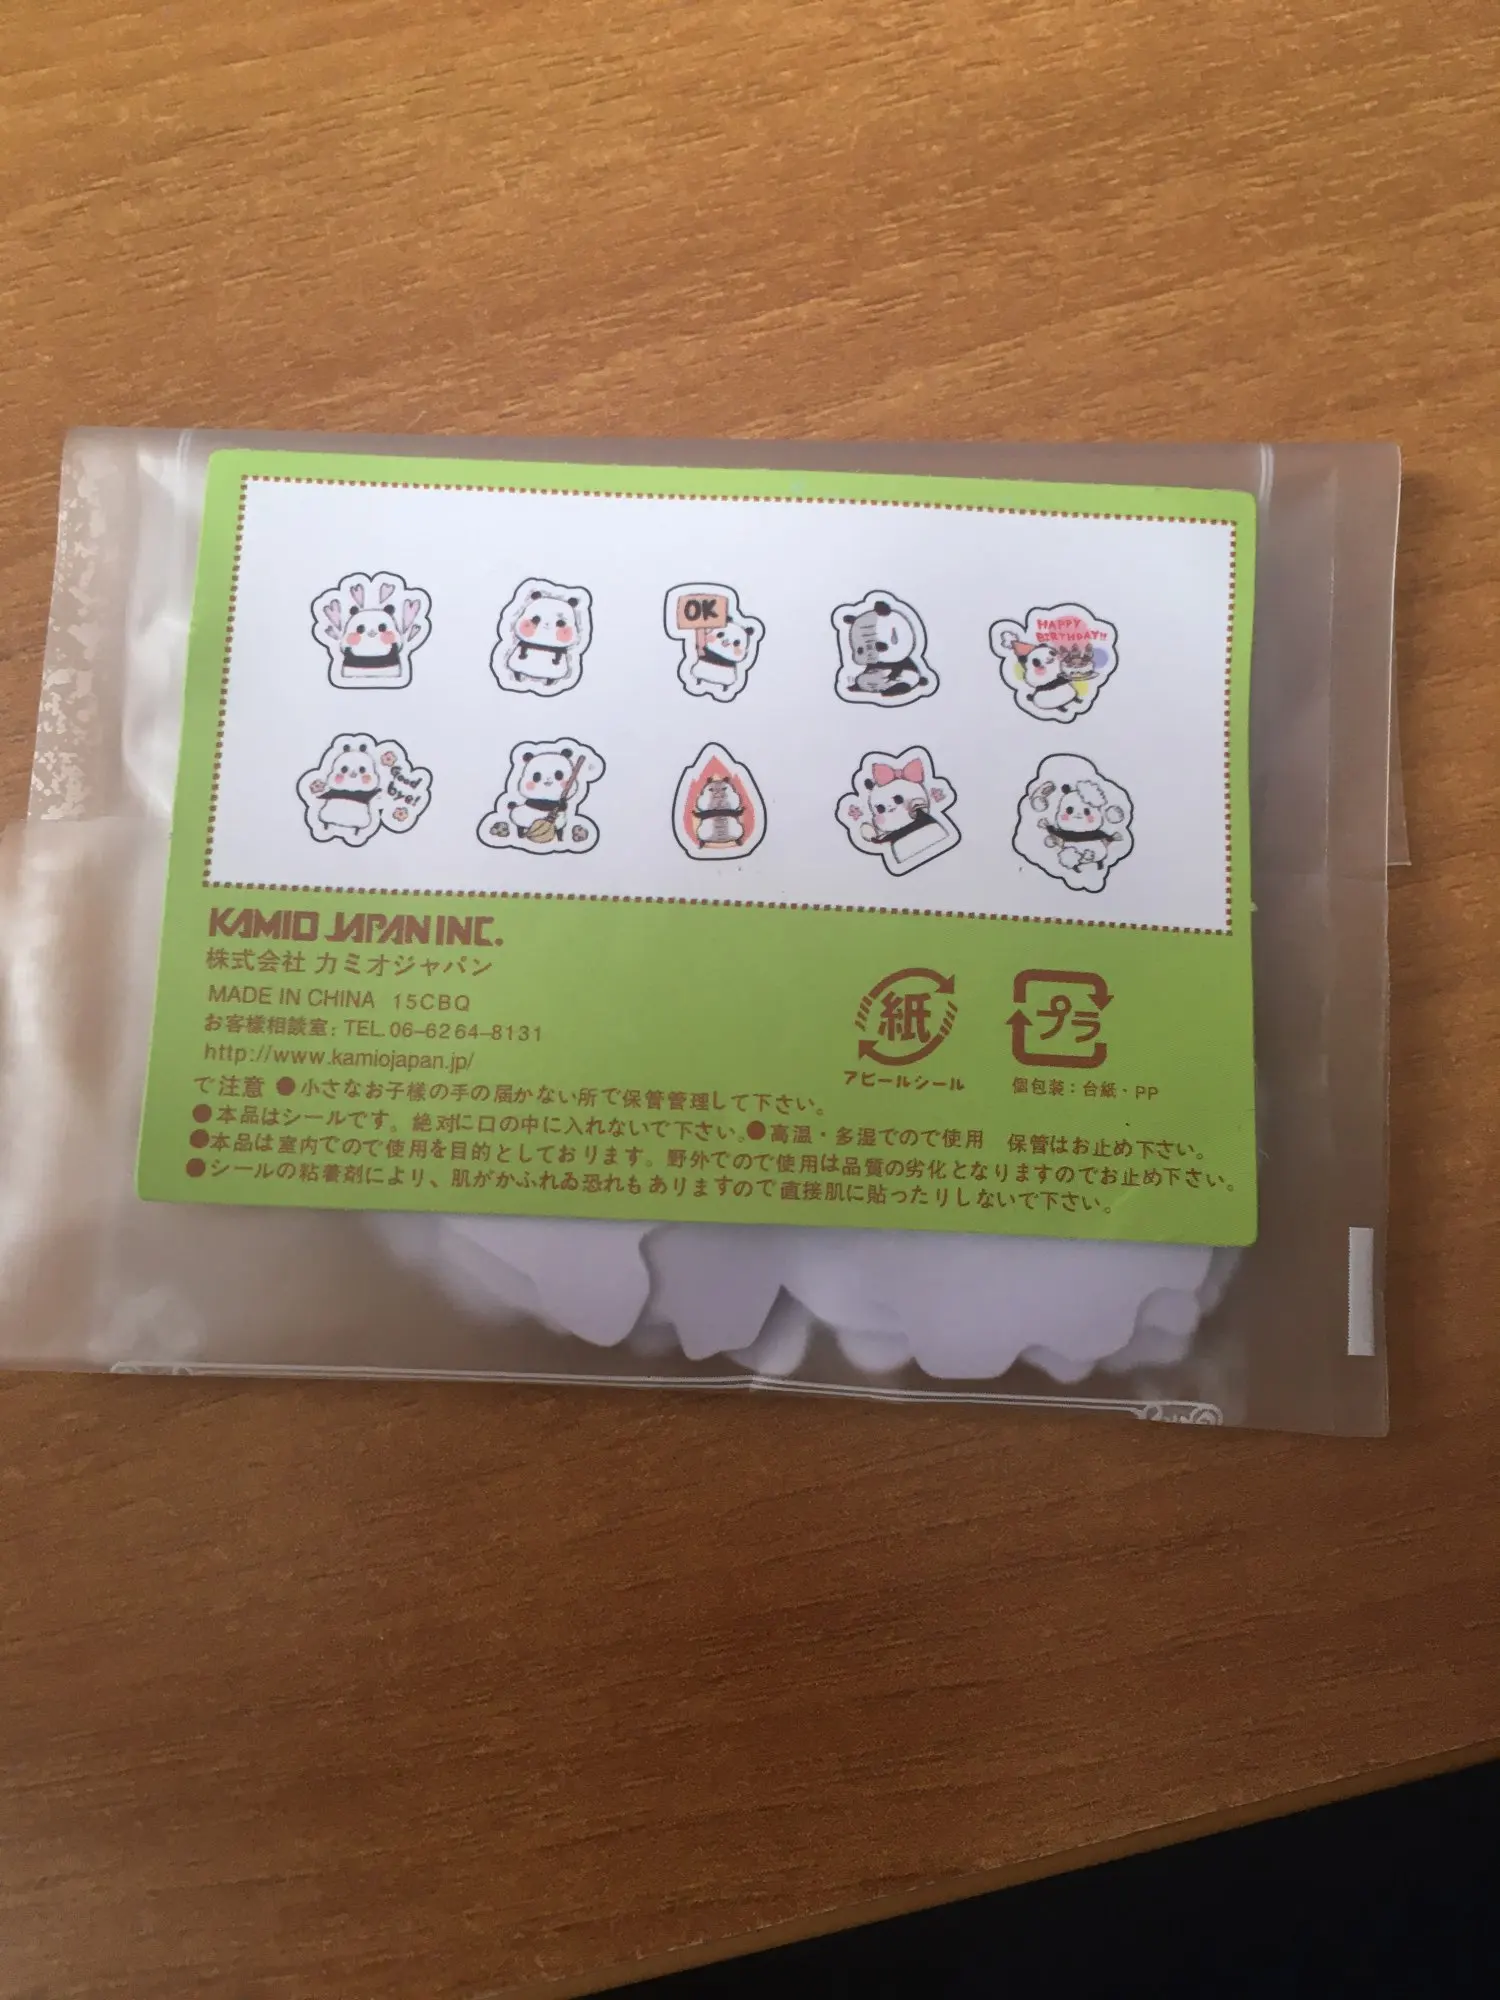 OK
HAPPY
BIRTHDAY!!
Good
bye!
KAMIO JAPAN INC.
株式会社 カミオジャパン
MADE IN CHINA 15CBQ
お客様相談室: TEL.06-6264-8131
http://www.kamiojapan.jp/
紙
アピールシール
プラ
個包装:台紙・PP
で注意 ●小さなお子様の手の届かない所で保管管理して下さい。
●本品はシールです。絶対に口の中に入れないで下さい。●高温・多湿でので使用 保管はお止め下さい。
●本品は室内でので使用を目的としております。野外でので使用は品質の劣化となりますのでお止め下さい。
●シールの粘着剤により、肌がかふれゐ恐れもありますので直接肌に貼ったりしないで下さい。